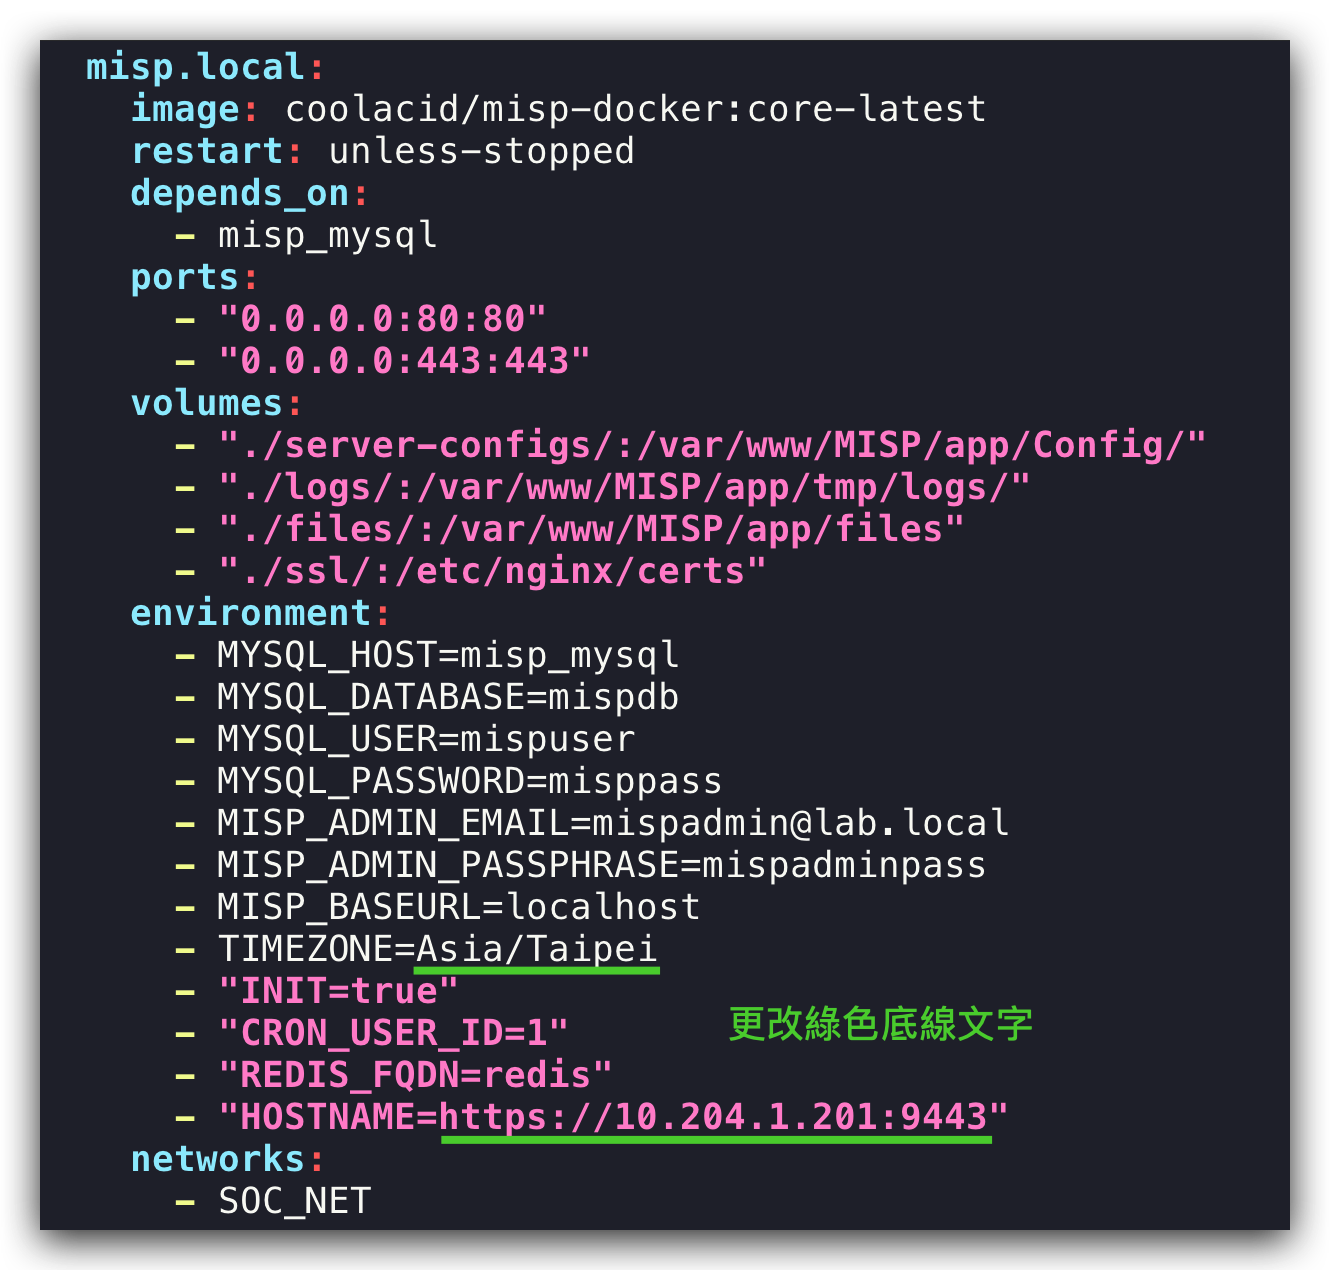 misp.local:
image: coolacid/misp-docker:core-latest
restart: unless-stopped
depends_on:
- misp_mysql
ports:
- "0.0.0.0:80:80"
- "0.0.0.0:443:443"
volumes:
- "./server-configs/:/var/www/MISP/app/Config/"
- "./logs/:/var/www/MISP/app/tmp/logs/"
- "./files/:/var/www/MISP/app/files"
- "./ssl/:/etc/nginx/certs"
environment:
- MYSQL_HOST=misp_mysql
- MYSQL_DATABASE=mispdb
- MYSQL_USER=mispuser
- MYSQL_PASSWORD=misppass
- MISP_ADMIN_EMAIL=mispadmin@lab.local
- MISP_ADMIN_PASSPHRASE=mispadminpass
- MISP_BASEURL=localhost
- TIMEZONE=Asia/Taipei
- "INIT=true"
更改綠色底線文字
- "CRON_USER_ID=1"
- "REDIS_FQDN=redis"
- "HOSTNAME=https://10.204.1.201:9443"
networks:
- SOC_NET